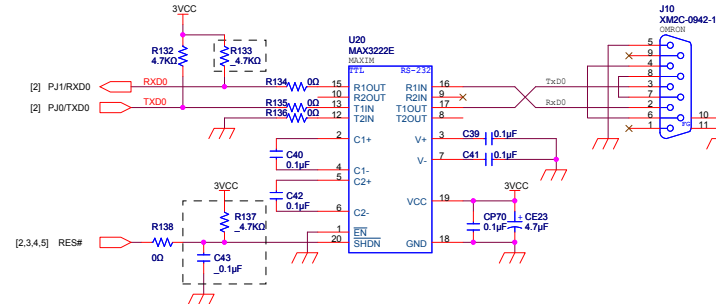 3VCC
R132
4.7KΩ
R133
_4.7KΩ
[2] PJ1/RXD0
RXD0
R134
0Ω
[2] PJ0/TXD0
TXD0
R135
0Ω
R136
0Ω
U20
MAX3222E
MAXIM
TTL
RS-232
15
R1OUT
R1IN
16
10
R2OUT
R2IN
9
13
T1IN
T1OUT
17
12
T2IN
T2OUT
8
2
C1+
V+
3
4
C1-
V-
7
5
C2+
6
C2-
VCC
19
1
EN
20
SHDN
GND
18
C40
0.1μF
C42
0.1μF
C39
0.1μF
C41
0.1μF
TxD0
RxD0
J10
XM2C-0942-1
OMRON
5
9
4
8
3
7
2
6
1
FG
10
11
3VCC
R137
_4.7KΩ
[2,3,4,5] RES#
R138
0Ω
C43
_0.1μF
3VCC
CP70
0.1μF
+
CE23
4.7μF